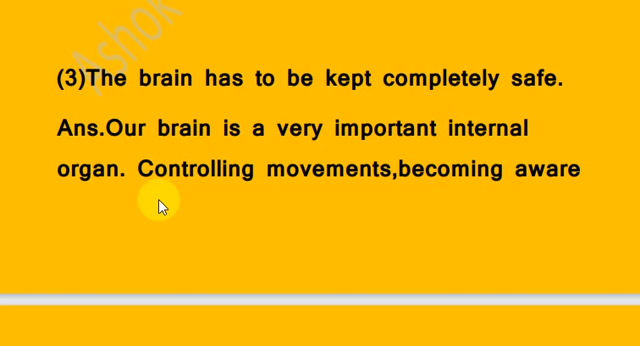 Ashok
(3)The brain has to be kept completely safe.
Ans.Our brain is a very important internal
organ. Controlling movements,becoming aware